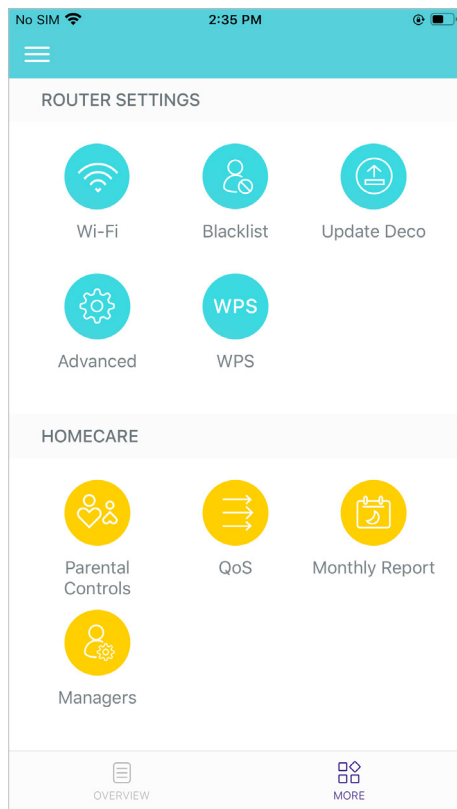 No SIM 2:35 PM
ROUTER SETTINGS
Wi-Fi Blacklist Update Deco
WPS
Advanced WPS
HOMECARE
Parental
Controls
QoS
Monthly Report
Managers
OVERVIEW MORE